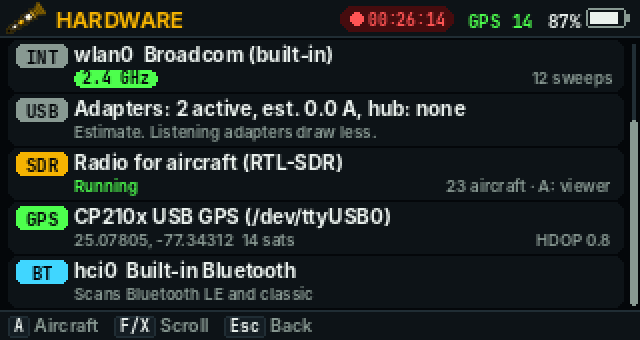 HARDWARE 00:26:14 GPS 14 87%
INT wlan0 Broadcom (built-in)
2.4 GHz 12 sweeps
USB Adapters: 2 active, est. 0.0 A, hub: none
Estimate. Listening adapters draw less.
SDR Radio for aircraft (RTL-SDR)
Running 23 aircraft · A: viewer
GPS CP210x USB GPS (/dev/ttyUSB0)
25.07805, -77.34312 14 sats HDOP 0.8
BT hci0 Built-in Bluetooth
Scans Bluetooth LE and classic
A Aircraft F/X Scroll Esc Back